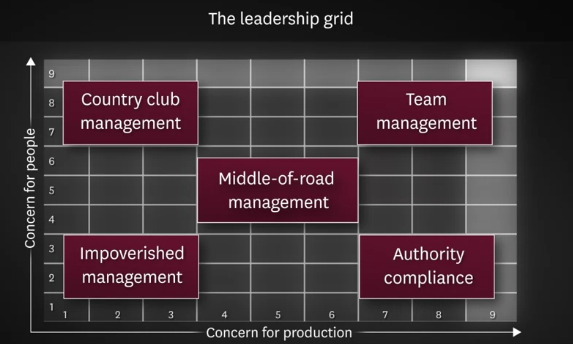 The leadership grid
Concern for people
9
8
7
6
5
4
3
2
1
Country club
management
Team
management
Middle-of-road
management
Impoverished
management
Authority
compliance
1 2 3 4 5 6 7 8 9
Concern for production